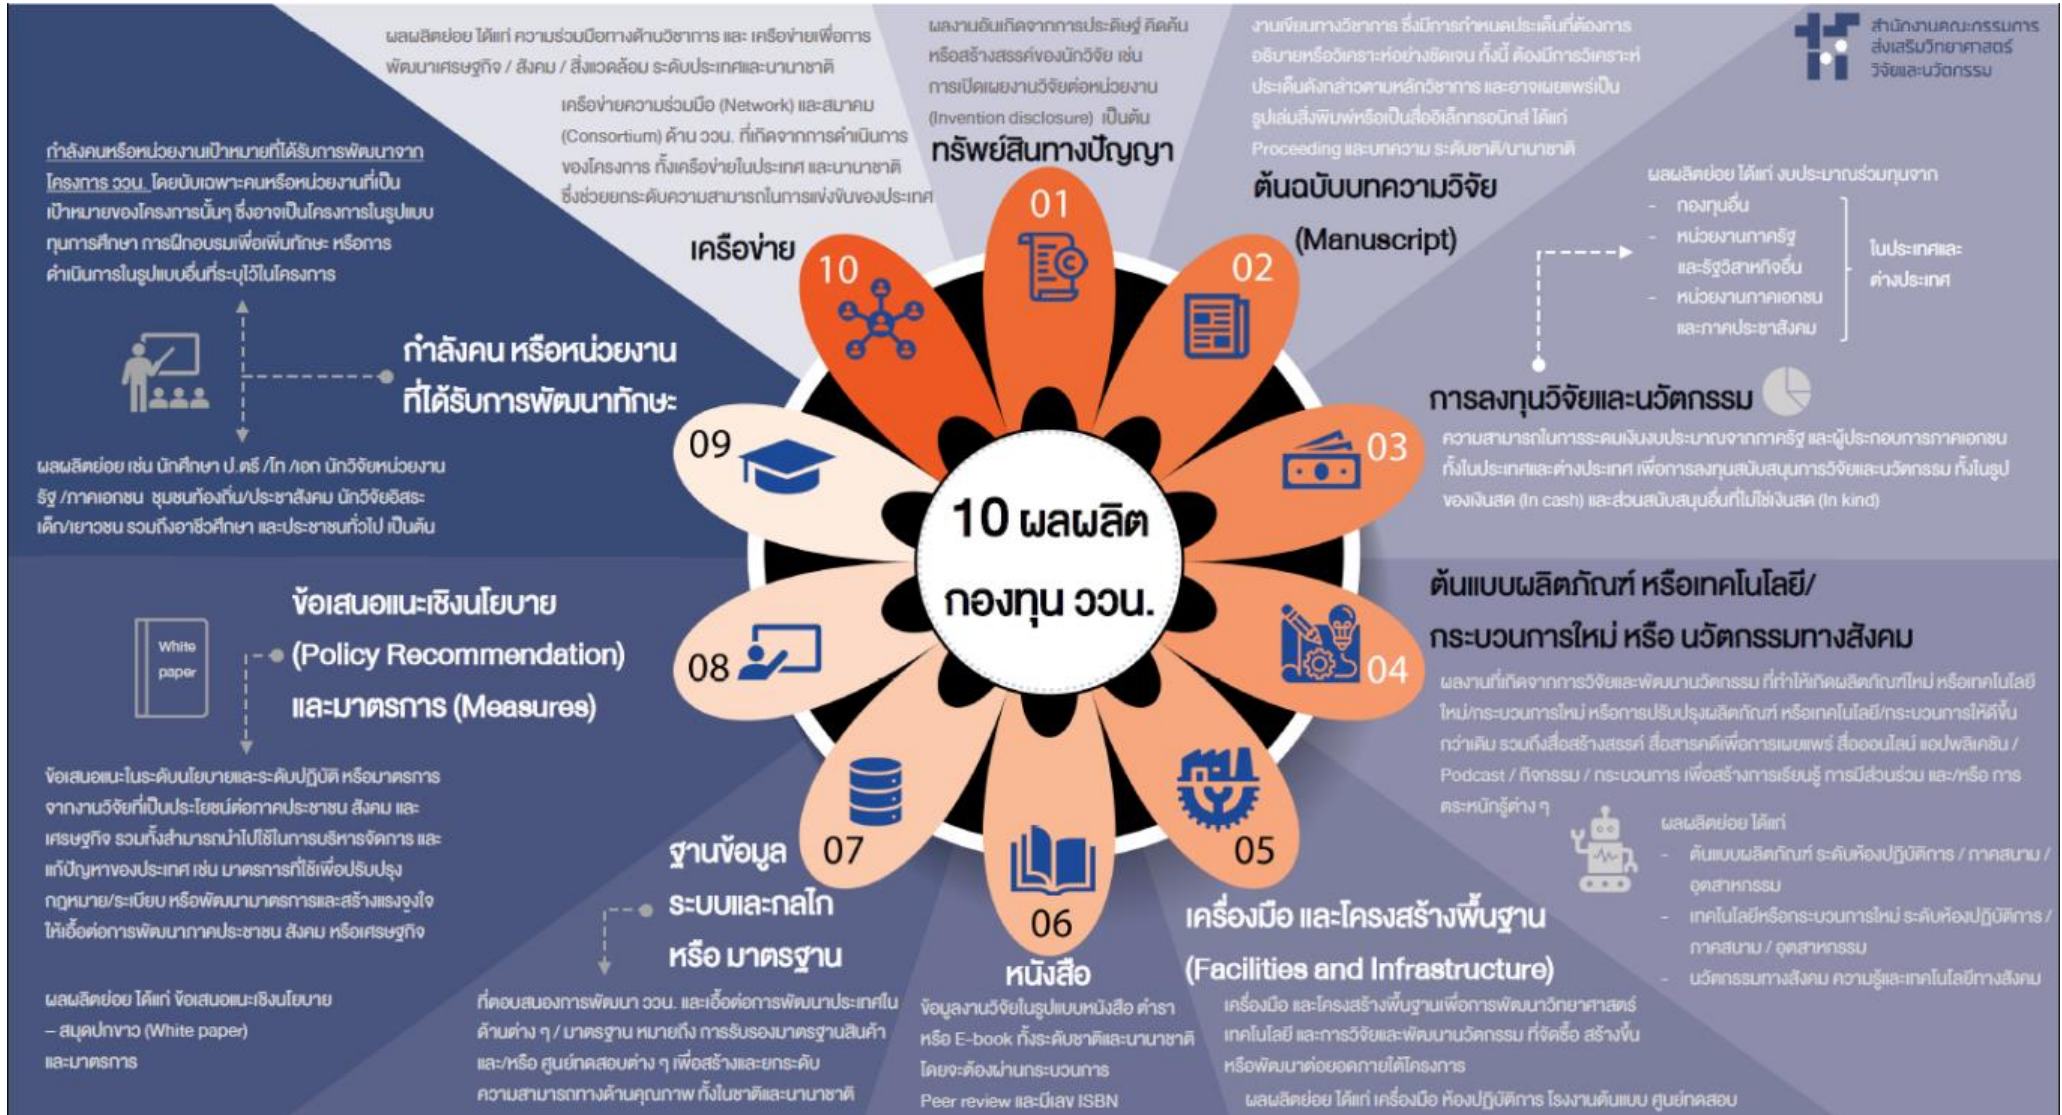 สำนักงานคณะกรรมการ
ส่งเสริมวิทยาศาสตร์
วิจัยและนวัตกรรม
10 ผลผลิต
กองทุน ววน.
ผลงานอันเกิดจากการประดิษฐ์ คิดค้น
หรือสร้างสรรค์ของนักวิจัย เช่น
การเปิดเผยงานวิจัยต่อหน่วยงาน
(Invention disclosure) เป็นต้น
ทรัพย์สินทางปัญญา
01
งานเขียนทางวิชาการ ซึ่งมีการกำหนดประเด็นที่ต้องการ
อธิบายหรือวิเคราะห์อย่างชัดเจน ทั้งนี้ ต้องมีการวิเคราะห์
ประเด็นดังกล่าวตามหลักวิชาการ และอาจเผยแพร่เป็น
รูปเล่มสิ่งพิมพ์หรือเป็นสื่ออิเล็กทรอนิกส์ ได้แก่
Proceeding และบทความ ระดับชาติ/นานาชาติ
ต้นฉบับบทความวิจัย
(Manuscript)
02
ผลผลิตย่อย ได้แก่ งบประมาณร่วมทุนจาก
- กองทุนอื่น
- หน่วยงานภาครัฐ
และรัฐวิสาหกิจอื่น
- หน่วยงานภาคเอกชน
และภาคประชาสังคม
ในประเทศและ
ต่างประเทศ
การลงทุนวิจัยและนวัตกรรม
03
ความสามารถในการระดมเงินงบประมาณจากภาครัฐ และผู้ประกอบการภาคเอกชน
ทั้งในประเทศและต่างประเทศ เพื่อการลงทุนสนับสนุนการวิจัยและนวัตกรรม ทั้งในรูป
ของเงินสด (In cash) และส่วนสนับสนุนอื่นที่ไม่ใช่เงินสด (In kind)
ต้นแบบผลิตภัณฑ์ หรือเทคโนโลยี/
กระบวนการใหม่ หรือ นวัตกรรมทางสังคม
04
ผลงานที่เกิดจากการวิจัยและพัฒนานวัตกรรม ที่ทำให้เกิดผลิตภัณฑ์ใหม่ หรือเทคโนโลยี
ใหม่/กระบวนการใหม่ หรือการปรับปรุงผลิตภัณฑ์ หรือเทคโนโลยี/กระบวนการให้ดีขึ้น
กว่าเดิม รวมถึงสื่อสร้างสรรค์ สื่อสารคดีเพื่อการเผยแพร่ สื่อออนไลน์ แอปพลิเคชัน /
Podcast / กิจกรรม / กระบวนการ เพื่อสร้างการเรียนรู้ การมีส่วนร่วม และ/หรือ การ
ตระหนักรู้ต่าง ๆ
ผลผลิตย่อย ได้แก่
- ต้นแบบผลิตภัณฑ์ ระดับห้องปฏิบัติการ / ภาคสนาม /
อุตสาหกรรม
- เทคโนโลยีหรือกระบวนการใหม่ ระดับห้องปฏิบัติการ /
ภาคสนาม / อุตสาหกรรม
- นวัตกรรมทางสังคม ความรู้และเทคโนโลยีทางสังคม
05
เครื่องมือ และโครงสร้างพื้นฐาน
(Facilities and Infrastructure)
เครื่องมือ และโครงสร้างพื้นฐานเพื่อการพัฒนาวิทยาศาสตร์
เทคโนโลยี และการวิจัยและพัฒนานวัตกรรม ที่จัดซื้อ สร้างขึ้น
หรือพัฒนาต่อยอดภายใต้โครงการ
ผลผลิตย่อย ได้แก่ เครื่องมือ ห้องปฏิบัติการ โรงงานต้นแบบ ศูนย์ทดสอบ
06
หนังสือ
ข้อมูลงานวิจัยในรูปแบบหนังสือ ตำรา
หรือ E-book ทั้งระดับชาติและนานาชาติ
โดยจะต้องผ่านกระบวนการ
Peer review และมีเลข ISBN
07
ฐานข้อมูล
ระบบและกลไก
หรือ มาตรฐาน
ที่ตอบสนองการพัฒนา ววน. และเอื้อต่อการพัฒนาประเทศใน
ด้านต่าง ๆ / มาตรฐาน หมายถึง การรับรองมาตรฐานสินค้า
และ/หรือ ศูนย์ทดสอบต่าง ๆ เพื่อสร้างและยกระดับ
ความสามารถทางด้านคุณภาพ ทั้งในชาติและนานาชาติ
08
ข้อเสนอแนะเชิงนโยบาย
(Policy Recommendation)
และมาตรการ (Measures)
White
paper
ข้อเสนอแนะในระดับนโยบายและระดับปฏิบัติ หรือมาตรการ
จากงานวิจัยที่เป็นประโยชน์ต่อภาคประชาชน สังคม และ
เศรษฐกิจ รวมทั้งสามารถนำไปใช้ในการบริหารจัดการ และ
แก้ปัญหาของประเทศ เช่น มาตรการที่ใช้เพื่อปรับปรุง
กฎหมาย/ระเบียบ หรือพัฒนามาตรการและสร้างแรงจูงใจ
ให้เอื้อต่อการพัฒนาภาคประชาชน สังคม หรือเศรษฐกิจ
ผลผลิตย่อย ได้แก่ ข้อเสนอแนะเชิงนโยบาย
– สมุดปกขาว (White paper)
และมาตรการ
09
กำลังคน หรือหน่วยงาน
ที่ได้รับการพัฒนาทักษะ
กำลังคนหรือหน่วยงานเป้าหมายที่ได้รับการพัฒนาจาก
โครงการ ววน. โดยนับเฉพาะคนหรือหน่วยงานที่เป็น
เป้าหมายของโครงการนั้นๆ ซึ่งอาจเป็นโครงการในรูปแบบ
ทุนการศึกษา การฝึกอบรมเพื่อเพิ่มทักษะ หรือการ
ดำเนินการในรูปแบบอื่นที่ระบุไว้ในโครงการ
ผลผลิตย่อย เช่น นักศึกษา ป.ตรี /โท /เอก นักวิจัยหน่วยงาน
รัฐ /ภาคเอกชน ชุมชนท้องถิ่น/ประชาสังคม นักวิจัยอิสระ
เด็ก/เยาวชน รวมถึงอาชีวศึกษา และประชาชนทั่วไป เป็นต้น
10
เครือข่าย
ผลผลิตย่อย ได้แก่ ความร่วมมือทางด้านวิชาการ และ เครือข่ายเพื่อการ
พัฒนาเศรษฐกิจ / สังคม / สิ่งแวดล้อม ระดับประเทศและนานาชาติ
เครือข่ายความร่วมมือ (Network) และสมาคม
(Consortium) ด้าน ววน. ที่เกิดจากการดำเนินการ
ของโครงการ ทั้งเครือข่ายในประเทศ และนานาชาติ
ซึ่งช่วยยกระดับความสามารถในการแข่งขันของประเทศ